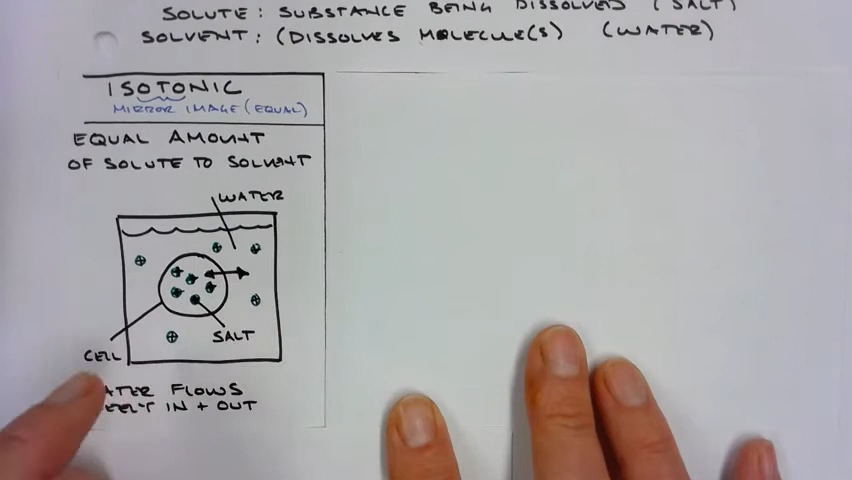 SOLUTE: SUBSTANCE BEING DISSOLVED (SALT)
SOLVENT: (DISSOLVES MOLECULE(S) (WATER)
ISOTONIC
MIRROR IMAGE (EQUAL)
EQUAL AMOUNT
OF SOLUTE TO SOLVENT
WATER
SALT
CELL
FLOWS
IN + OUT